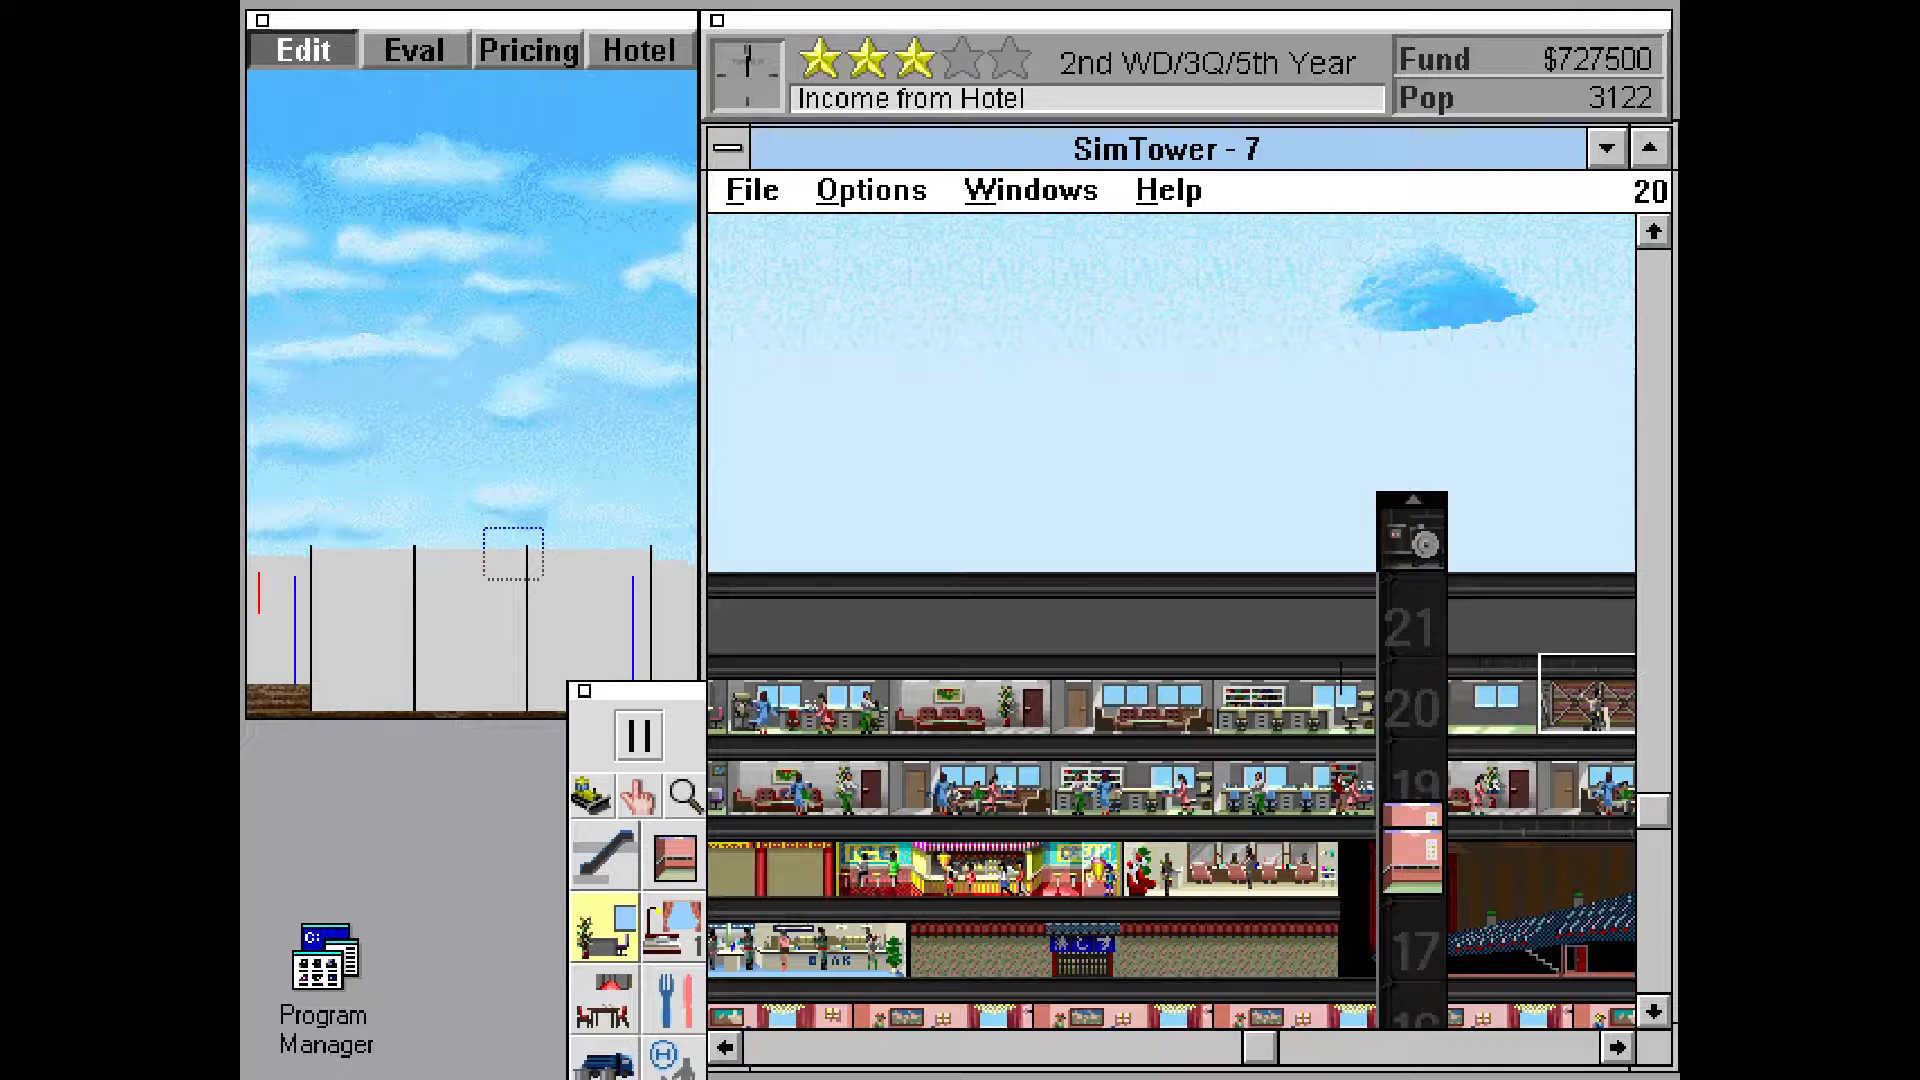 Edit Eval Pricing Hotel
2nd WD/3Q/5th Year
Income from Hotel
Fund $727500
Pop 3122
SimTower - 7
File Options Windows Help 20
21
20
19
17
1
C:\
H
Program
Manager